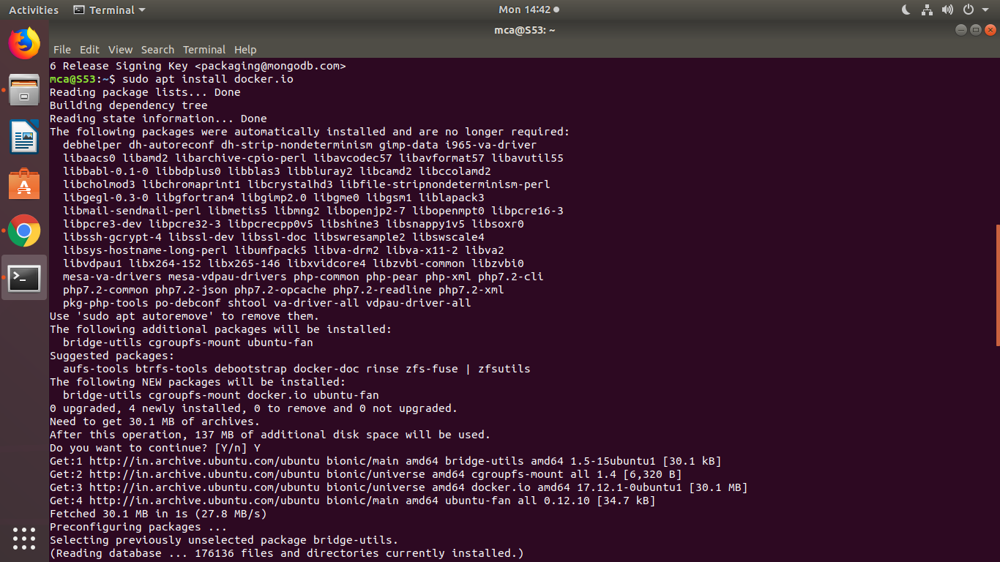 Activities Terminal Mon 14:42
mca@S53: ~
File Edit View Search Terminal Help
6 Release Signing Key <packaging@mongodb.com>
mca@S53:~$ sudo apt install docker.io
Reading package lists... Done
Building dependency tree
Reading state information... Done
The following packages were automatically installed and are no longer required:
  debhelper dh-autoreconf dh-strip-nondeterminism gimp-data i965-va-driver
  libaacs0 libamd2 libarchive-cpio-perl libavcodec57 libavformat57 libavutil55
  libbabl-0.1-0 libbdplus0 libblas3 libbluray2 libcamd2 libccolamd2
  libcholmod3 libchromaprint1 libcrystalhd3 libfile-stripnondeterminism-perl
  libgegl-0.3-0 libgfortran4 libgimp2.0 libgme0 libgsm1 liblapack3
  libmail-sendmail-perl libmetis5 libmng2 libopenjp2-7 libopenmpt0 libpcre16-3
  libpcre3-dev libpcre32-3 libpcrecpp0v5 libshine3 libsnappy1v5 libsoxr0
  libssh-gcrypt-4 libssl-dev libssl-doc libswresample2 libswscale4
  libsys-hostname-long-perl libumfpack5 libva-drm2 libva-x11-2 libva2
  libvdpau1 libx264-152 libx265-146 libxvidcore4 libzvbi-common libzvbi0
  mesa-va-drivers mesa-vdpau-drivers php-common php-pear php-xml php7.2-cli
  php7.2-common php7.2-json php7.2-opcache php7.2-readline php7.2-xml
  pkg-php-tools po-debconf shtool va-driver-all vdpau-driver-all
Use 'sudo apt autoremove' to remove them.
The following additional packages will be installed:
  bridge-utils cgroupfs-mount ubuntu-fan
Suggested packages:
  aufs-tools btrfs-tools debootstrap docker-doc rinse zfs-fuse | zfsutils
The following NEW packages will be installed:
  bridge-utils cgroupfs-mount docker.io ubuntu-fan
0 upgraded, 4 newly installed, 0 to remove and 0 not upgraded.
Need to get 30.1 MB of archives.
After this operation, 137 MB of additional disk space will be used.
Do you want to continue? [Y/n] Y
Get:1 http://in.archive.ubuntu.com/ubuntu bionic/main amd64 bridge-utils amd64 1.5-15ubuntu1 [30.1 kB]
Get:2 http://in.archive.ubuntu.com/ubuntu bionic/universe amd64 cgroupfs-mount all 1.4 [6,320 B]
Get:3 http://in.archive.ubuntu.com/ubuntu bionic/universe amd64 docker.io amd64 17.12.1-0ubuntu1 [30.1 MB]
Get:4 http://in.archive.ubuntu.com/ubuntu bionic/main amd64 ubuntu-fan all 0.12.10 [34.7 kB]
Fetched 30.1 MB in 1s (27.8 MB/s)
Preconfiguring packages ...
Selecting previously unselected package bridge-utils.
(Reading database ... 176136 files and directories currently installed.)